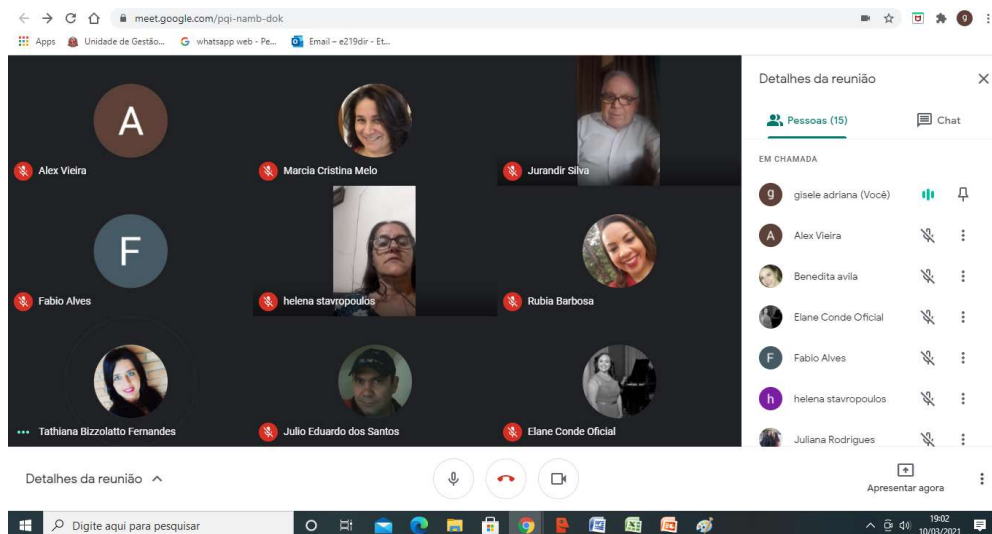 meet.google.com/pqi-namb-dok
g
Apps Unidade de Gestão... G whatsapp web - Pe... Email – e219dir - Et...
A
Alex Vieira
Marcia Cristina Melo
Jurandir Silva
F
Fabio Alves
helena stavropoulos
Rubia Barbosa
Tathiana Bizzolatto Fernandes
Julio Eduardo dos Santos
Elane Conde Oficial
Detalhes da reunião
Pessoas (15) Chat
EM CHAMADA
g gisele adriana (Você)
A Alex Vieira
Benedita avila
Elane Conde Oficial
F Fabio Alves
h helena stavropoulos
Juliana Rodrigues
Detalhes da reunião
Apresentar agora
Digite aqui para pesquisar
19:02
10/03/2021